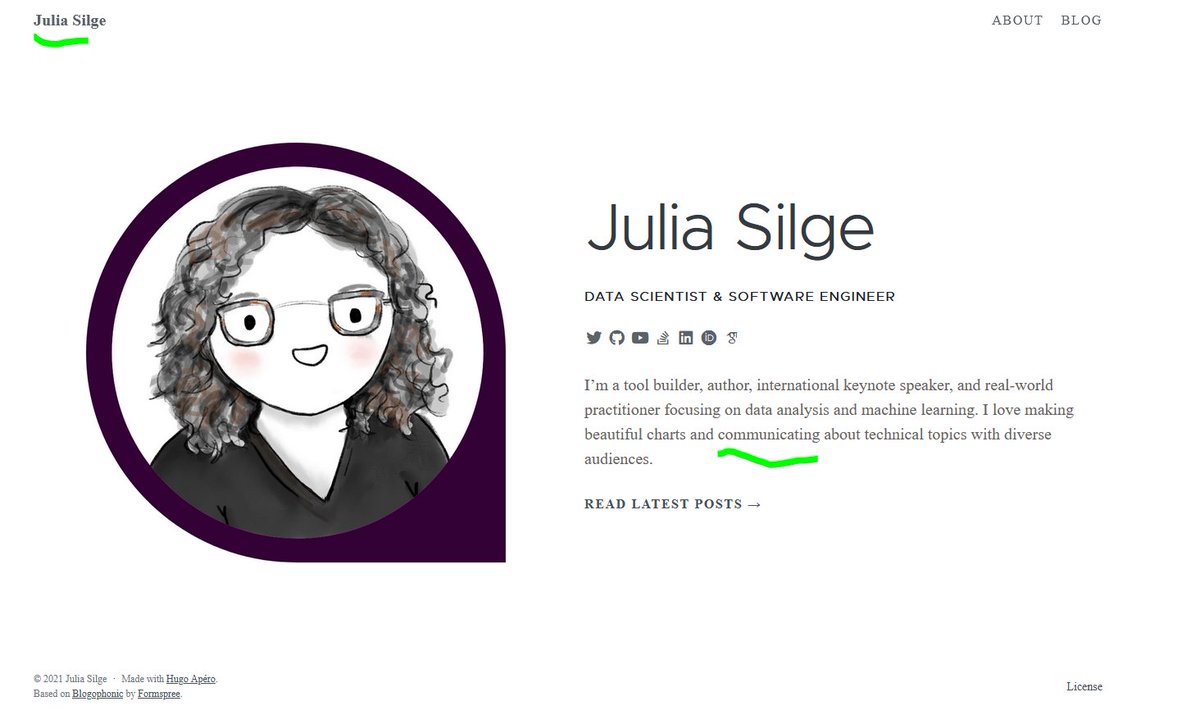 Julia Silge
ABOUT BLOG
Julia Silge
DATA SCIENTIST & SOFTWARE ENGINEER
I’m a tool builder, author, international keynote speaker, and real-world
practitioner focusing on data analysis and machine learning. I love making
beautiful charts and communicating about technical topics with diverse
audiences.
READ LATEST POSTS →
© 2021 Julia Silge · Made with Hugo Apéro.
Based on Blogophonic by Formspree.
License